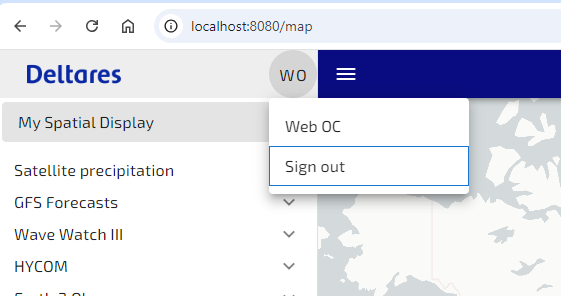 localhost:8080/map
Deltares
WO
My Spatial Display
Web OC
Sign out
Satellite precipitation
GFS Forecasts
Wave Watch III
HYCOM